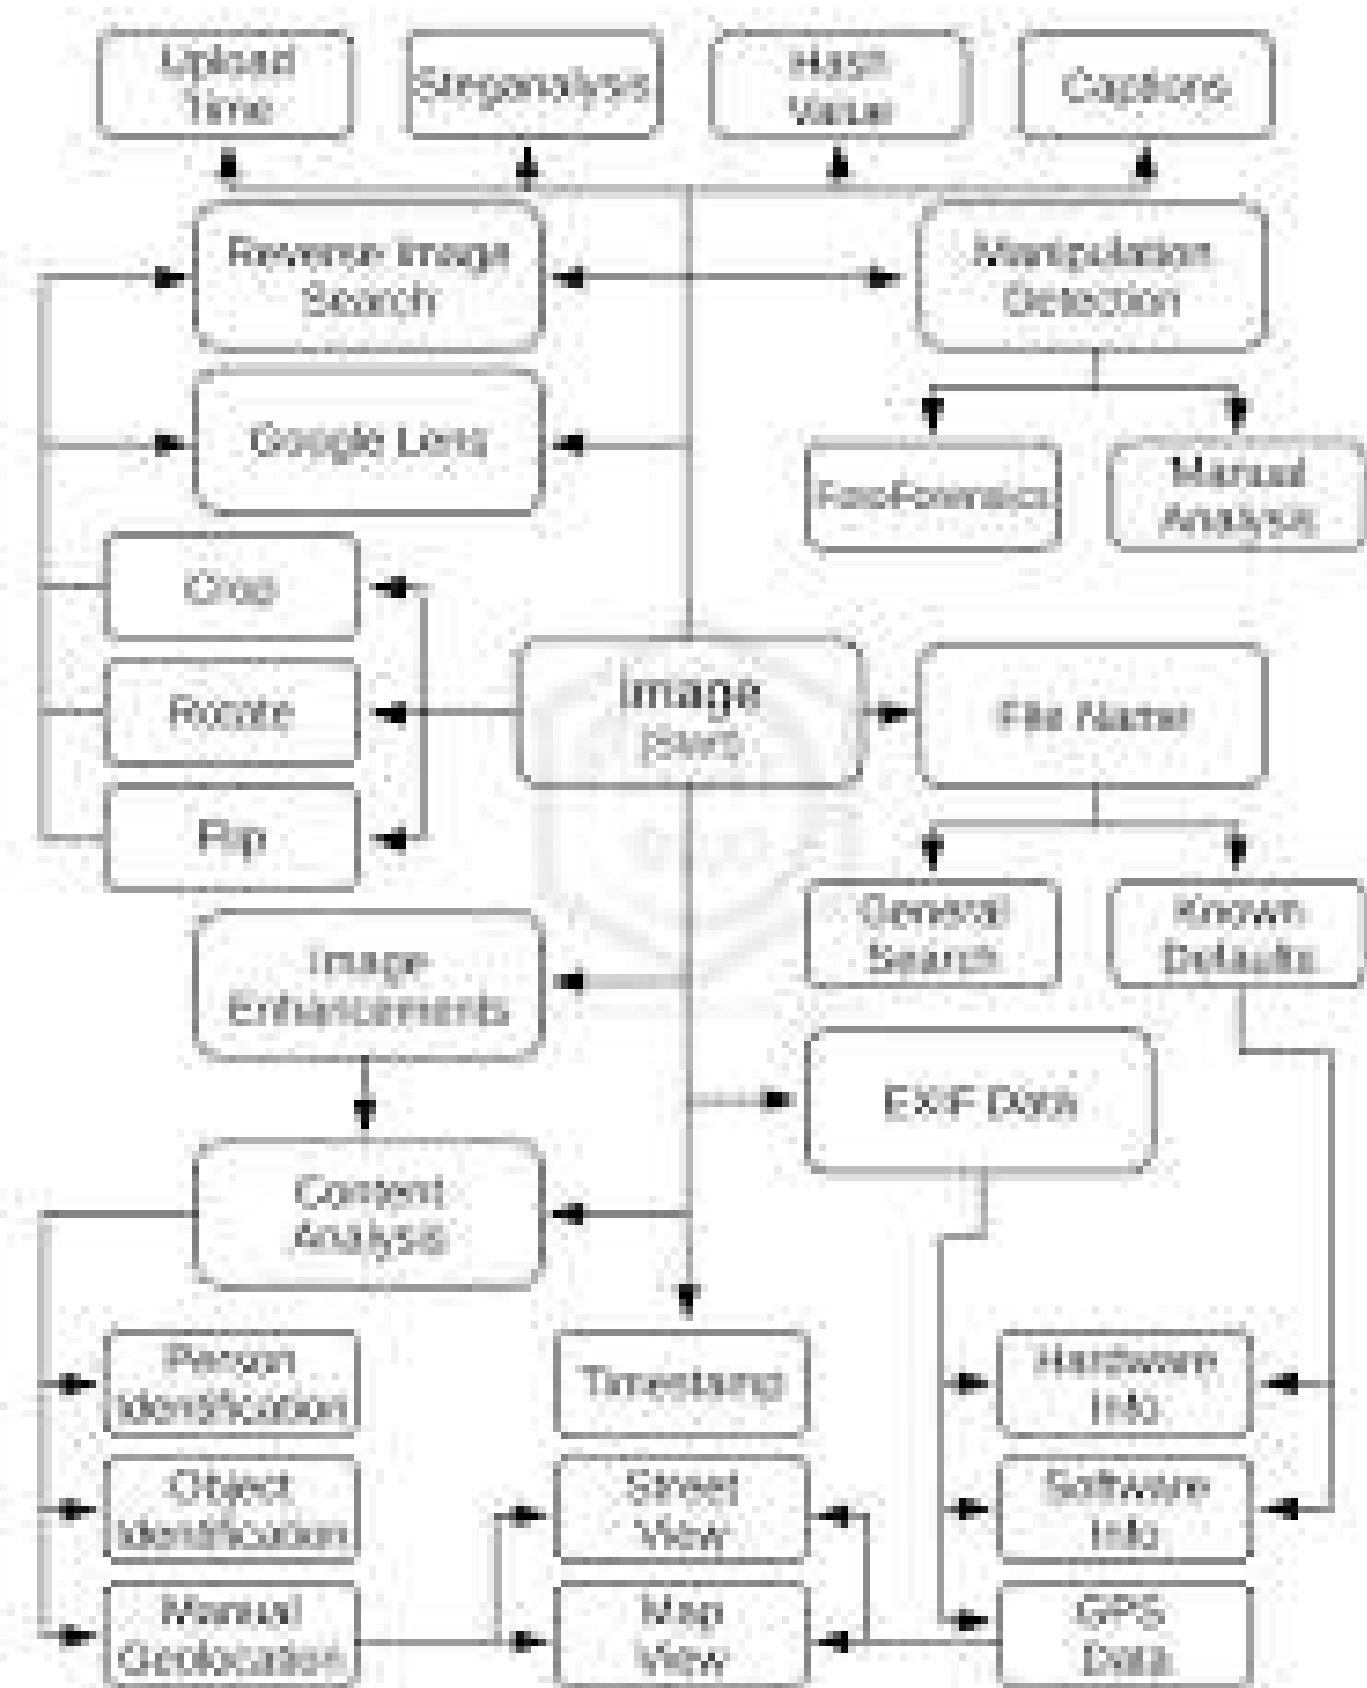 Upload
Time
Steganalysis
Hash
Value
Captions
Reverse Image
Search
Manipulation
Detection
Google Lens
FotoForensics
Manual
Analysis
Crop
Rotate
Flip
Image
(Start)
File Name
General
Search
Known
Defaults
Image
Enhancements
EXIF Data
Content
Analysis
Person
Identification
Timestamp
Hardware
Info
Object
Identification
Street
View
Software
Info
Manual
Geolocation
Map
View
GPS
Data